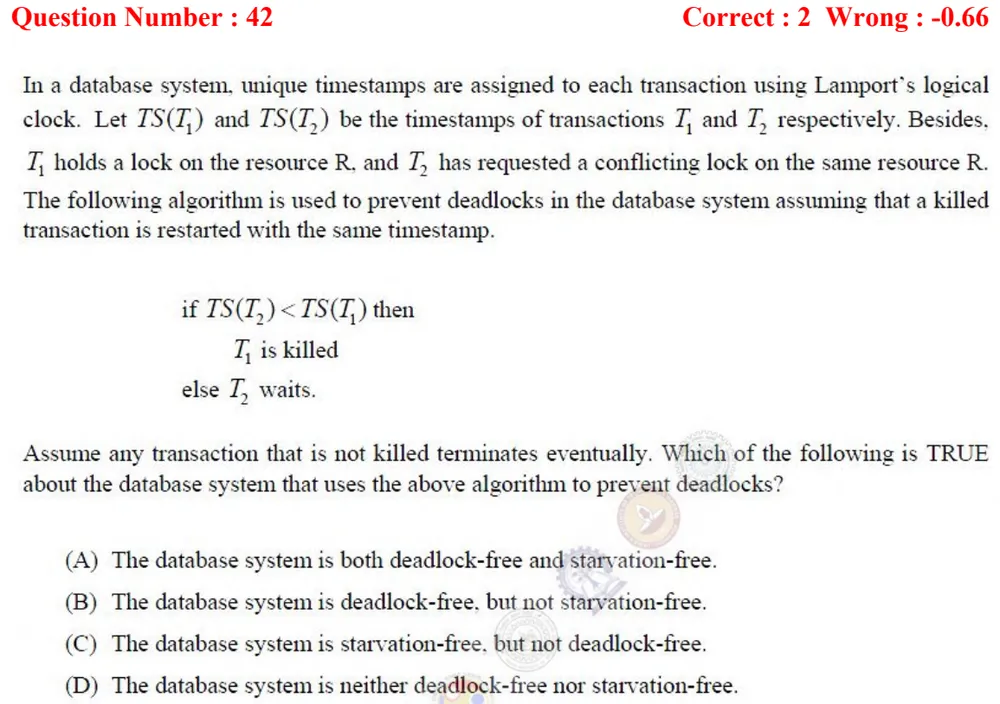 Question Number : 42 Correct : 2 Wrong : -0.66
In a database system, unique timestamps are assigned to each transaction using Lamport's logical
clock. Let TS(T₁) and TS(T₂) be the timestamps of transactions T₁ and T₂ respectively. Besides,
T₁ holds a lock on the resource R, and T₂ has requested a conflicting lock on the same resource R.
The following algorithm is used to prevent deadlocks in the database system assuming that a killed
transaction is restarted with the same timestamp.
if TS(T₂) < TS(T₁) then
T₁ is killed
else T₂ waits.
Assume any transaction that is not killed terminates eventually. Which of the following is TRUE
about the database system that uses the above algorithm to prevent deadlocks?
(A) The database system is both deadlock-free and starvation-free.
(B) The database system is deadlock-free, but not starvation-free.
(C) The database system is starvation-free, but not deadlock-free.
(D) The database system is neither deadlock-free nor starvation-free.